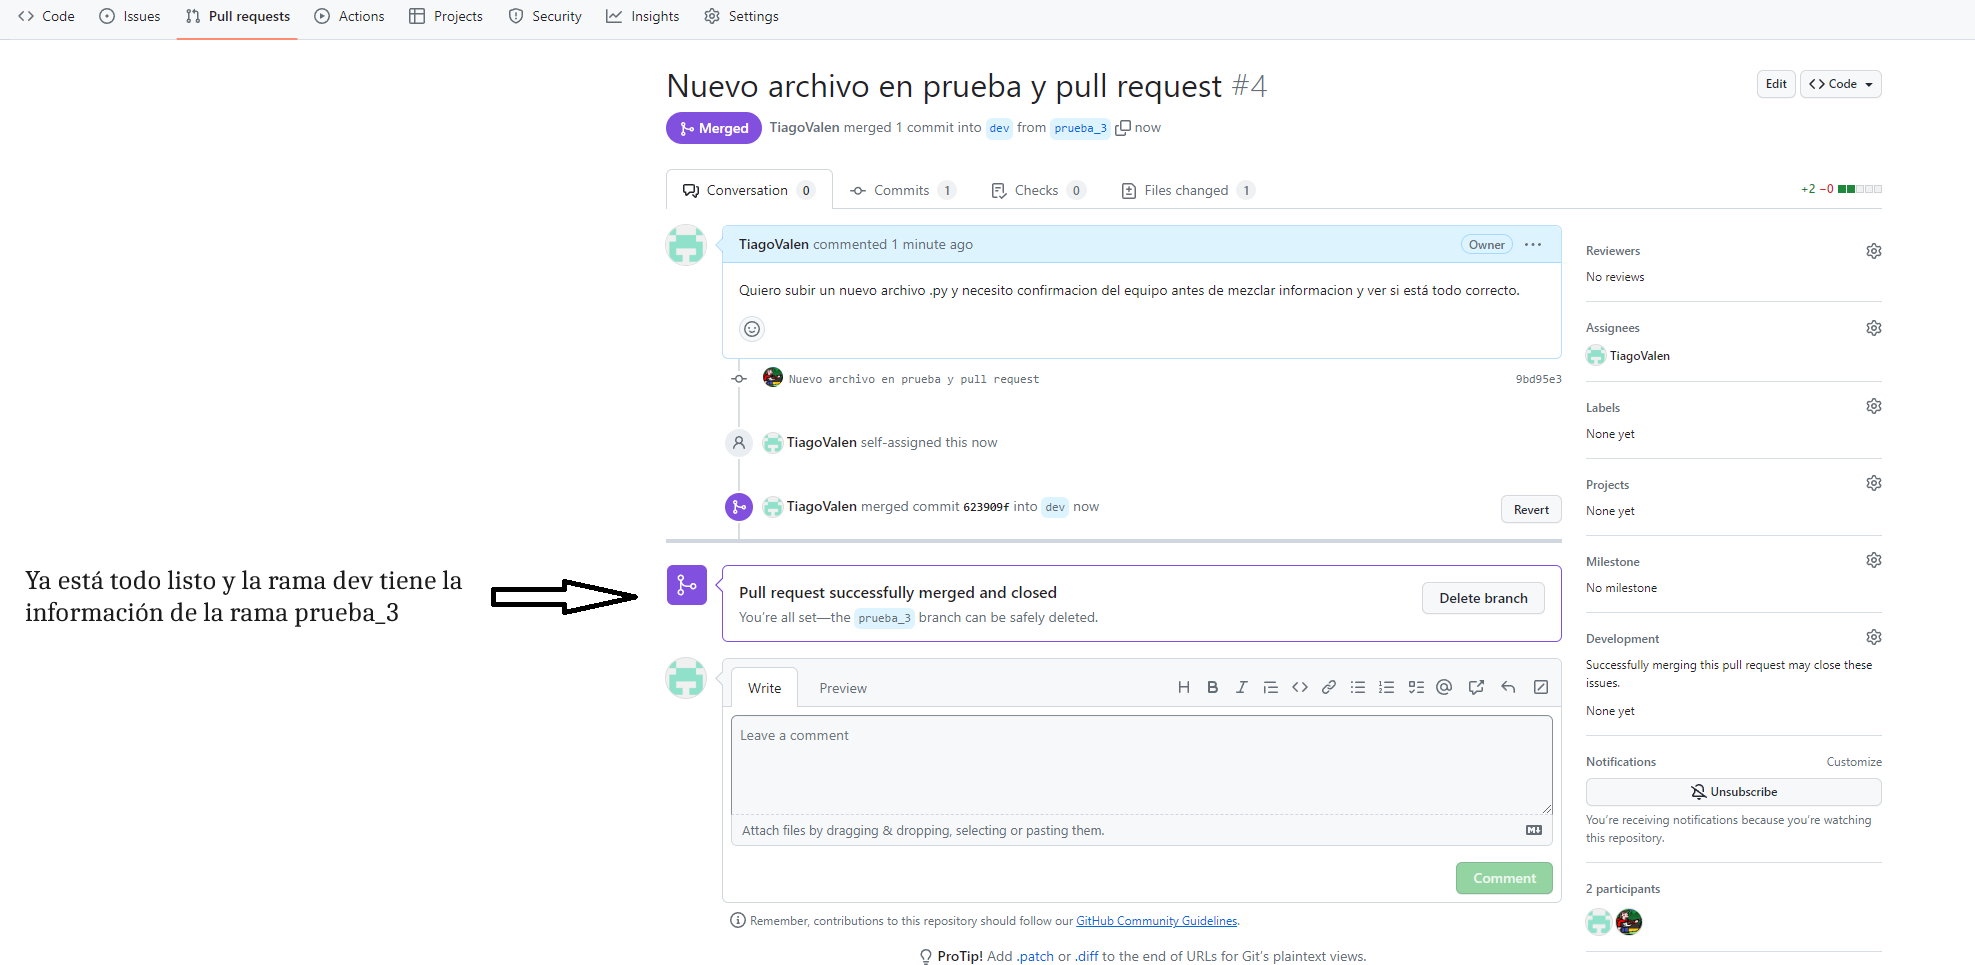 Code Issues Pull requests Actions Projects Security Insights Settings
Nuevo archivo en prueba y pull request #4
Edit Code
Merged TiagoValen merged 1 commit into dev from prueba_3 now
Conversation 0 Commits 1 Checks 0 Files changed 1
+2 −0
TiagoValen commented 1 minute ago Owner ···
Quiero subir un nuevo archivo .py y necesito confirmacion del equipo antes de mezclar informacion y ver si está todo correcto.
Nuevo archivo en prueba y pull request 9bd95e3
TiagoValen self-assigned this now
TiagoValen merged commit 623909f into dev now
Revert
Ya está todo listo y la rama dev tiene la
información de la rama prueba_3
Pull request successfully merged and closed
You're all set—the prueba_3 branch can be safely deleted.
Delete branch
Write Preview
Leave a comment
Attach files by dragging & dropping, selecting or pasting them.
Comment
Remember, contributions to this repository should follow our GitHub Community Guidelines.
ProTip! Add .patch or .diff to the end of URLs for Git's plaintext views.
Reviewers
No reviews
Assignees
TiagoValen
Labels
None yet
Projects
None yet
Milestone
No milestone
Development
Successfully merging this pull request may close these
issues.
None yet
Notifications Customize
Unsubscribe
You're receiving notifications because you're watching
this repository.
2 participants